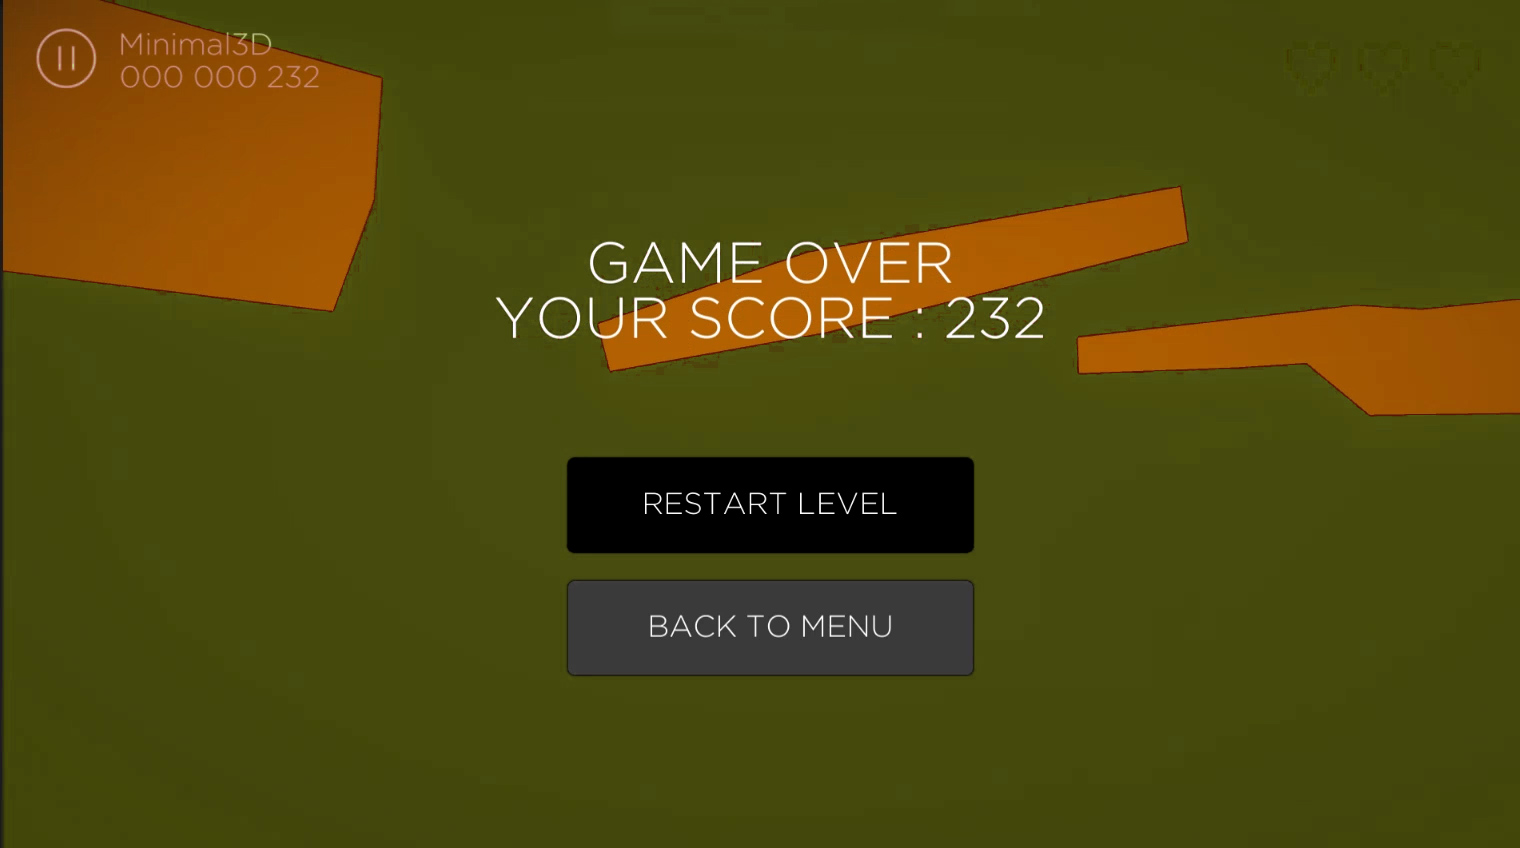 Minimal3D
000 000 232
GAME OVER
YOUR SCORE : 232
RESTART LEVEL
BACK TO MENU